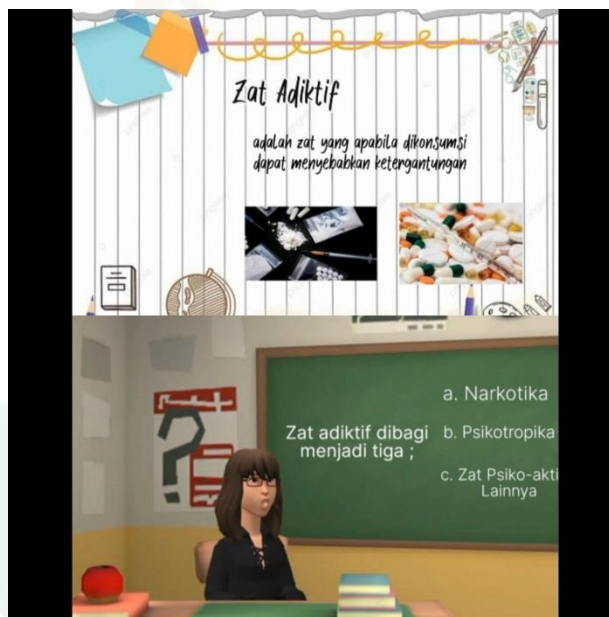 Zat Adiktif
adalah zat yang apabila dikonsumsi
dapat menyebabkan ketergantungan
Zat adiktif dibagi
menjadi tiga ;
a. Narkotika
b. Psikotropika
c. Zat Psiko-akti
Lainnya